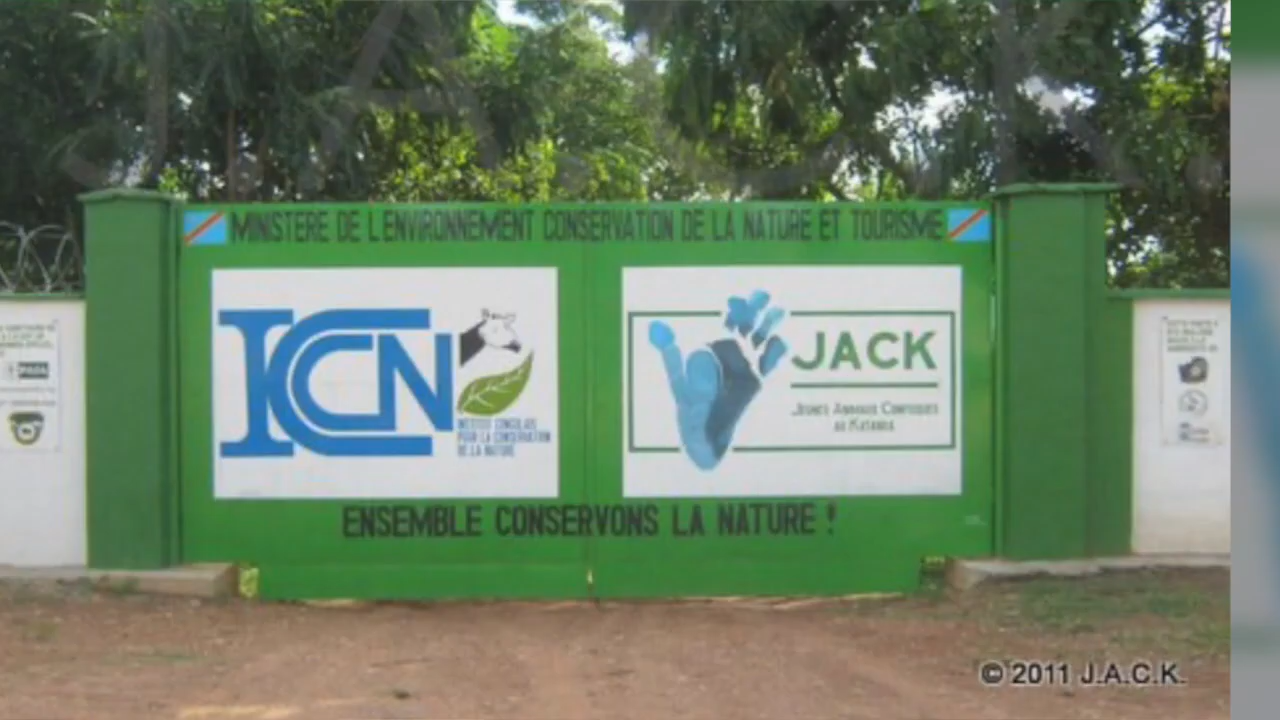 MINISTERE DE L'ENVIRONNEMENT CONSERVATION DE LA NATURE ET TOURISME
ICCN
INSTITUT CONGOLAIS
POUR LA CONSERVATION
DE LA NATURE
JACK
Jeunes Animaux Confisqués
au Katanga
ENSEMBLE CONSERVONS LA NATURE !
© 2011 J.A.C.K.